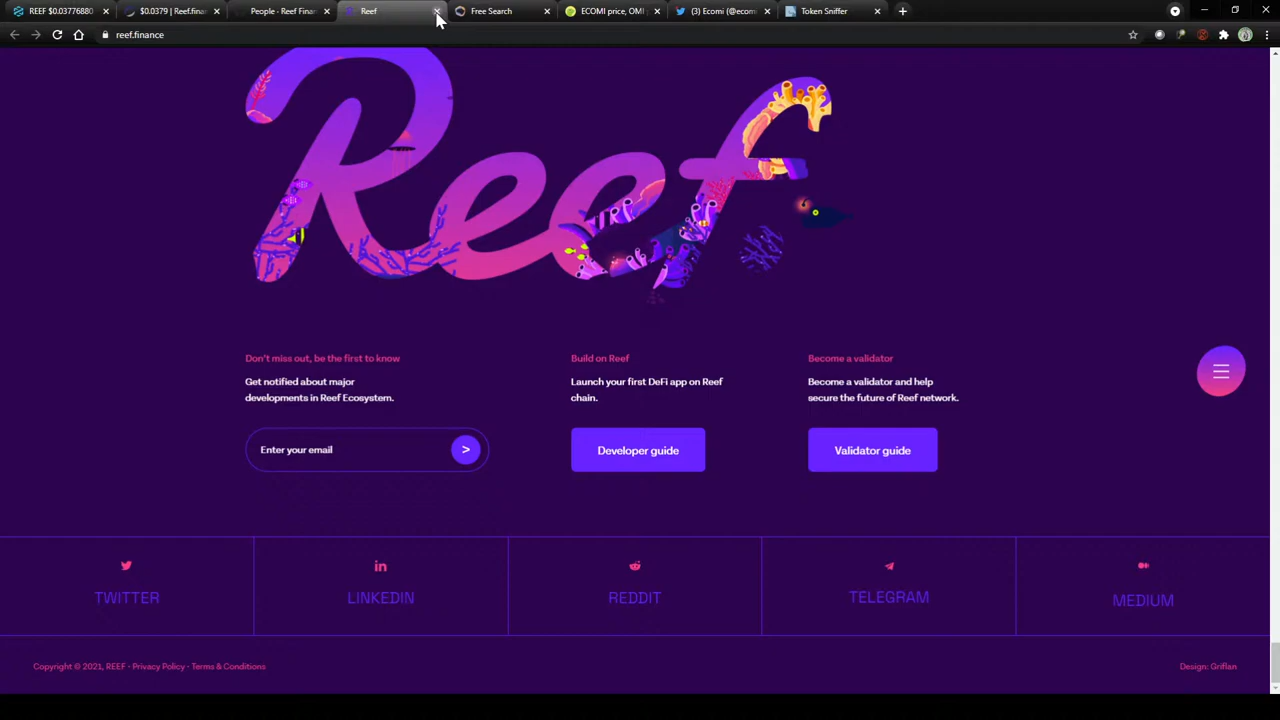 REEF $0.03776880
$0.0379 | Reef.finan
People - Reef Finan
Reef
Free Search
ECOMI price, OMI
(3) Ecomi (@ecomi
Token Sniffer
reef.finance
Reef
Don't miss out, be the first to know
Get notified about major
developments in Reef Ecosystem.
Enter your email
>
Build on Reef
Launch your first DeFi app on Reef
chain.
Developer guide
Become a validator
Become a validator and help
secure the future of Reef network.
Validator guide
TWITTER
LINKEDIN
REDDIT
TELEGRAM
MEDIUM
Copyright © 2021, REEF - Privacy Policy - Terms & Conditions
Design: Griflan